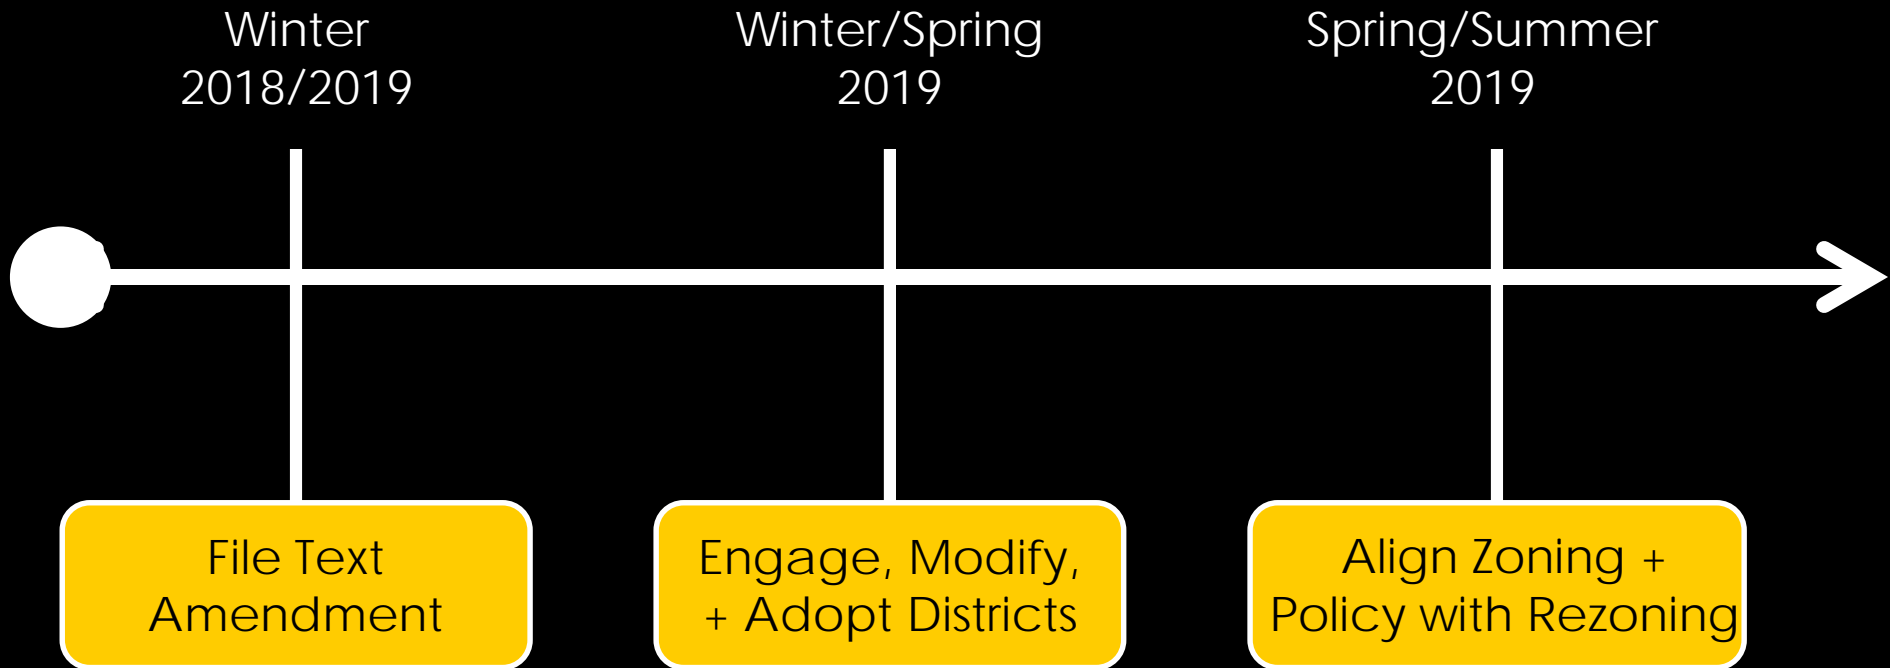 Winter
2018/2019
Winter/Spring
2019
Spring/Summer
2019
File Text
Amendment
Engage, Modify,
+ Adopt Districts
Align Zoning +
Policy with Rezoning